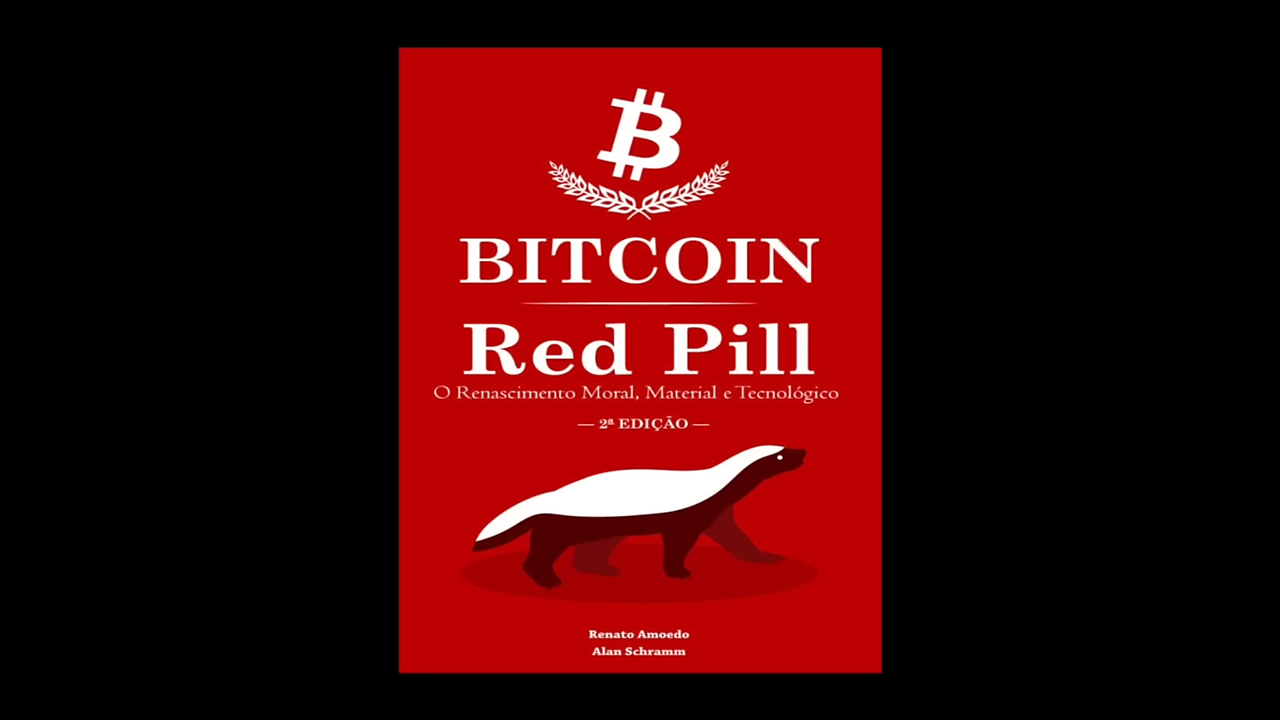 BITCOIN
Red Pill
O Renascimento Moral, Material e Tecnológico
— 2ª EDIÇÃO —
Renato Amoedo
Alan Schramm